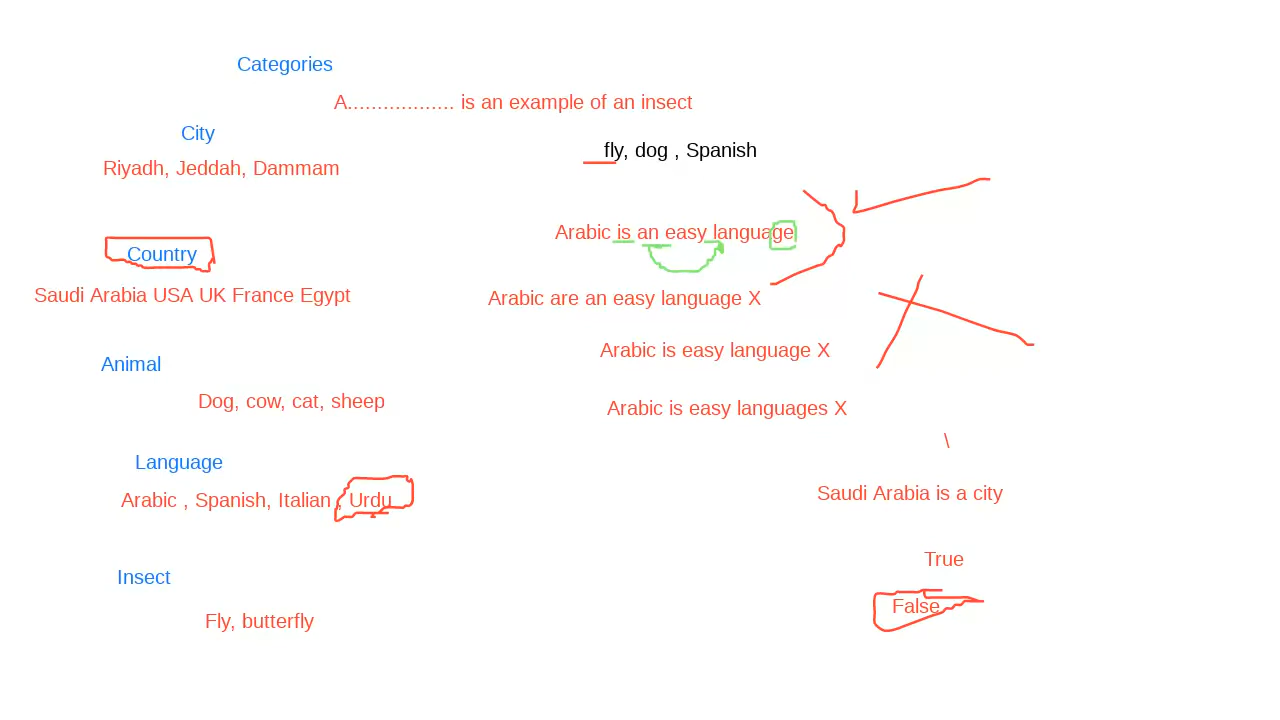 Categories
A.................. is an example of an insect
City
fly, dog , Spanish
Riyadh, Jeddah, Dammam
Arabic is an easy language
Country
Saudi Arabia USA UK France Egypt
Arabic are an easy language X
Arabic is easy language X
Animal
Dog, cow, cat, sheep
Arabic is easy languages X
\
Language
Arabic , Spanish, Italian , Urdu
Saudi Arabia is a city
True
Insect
False
Fly, butterfly